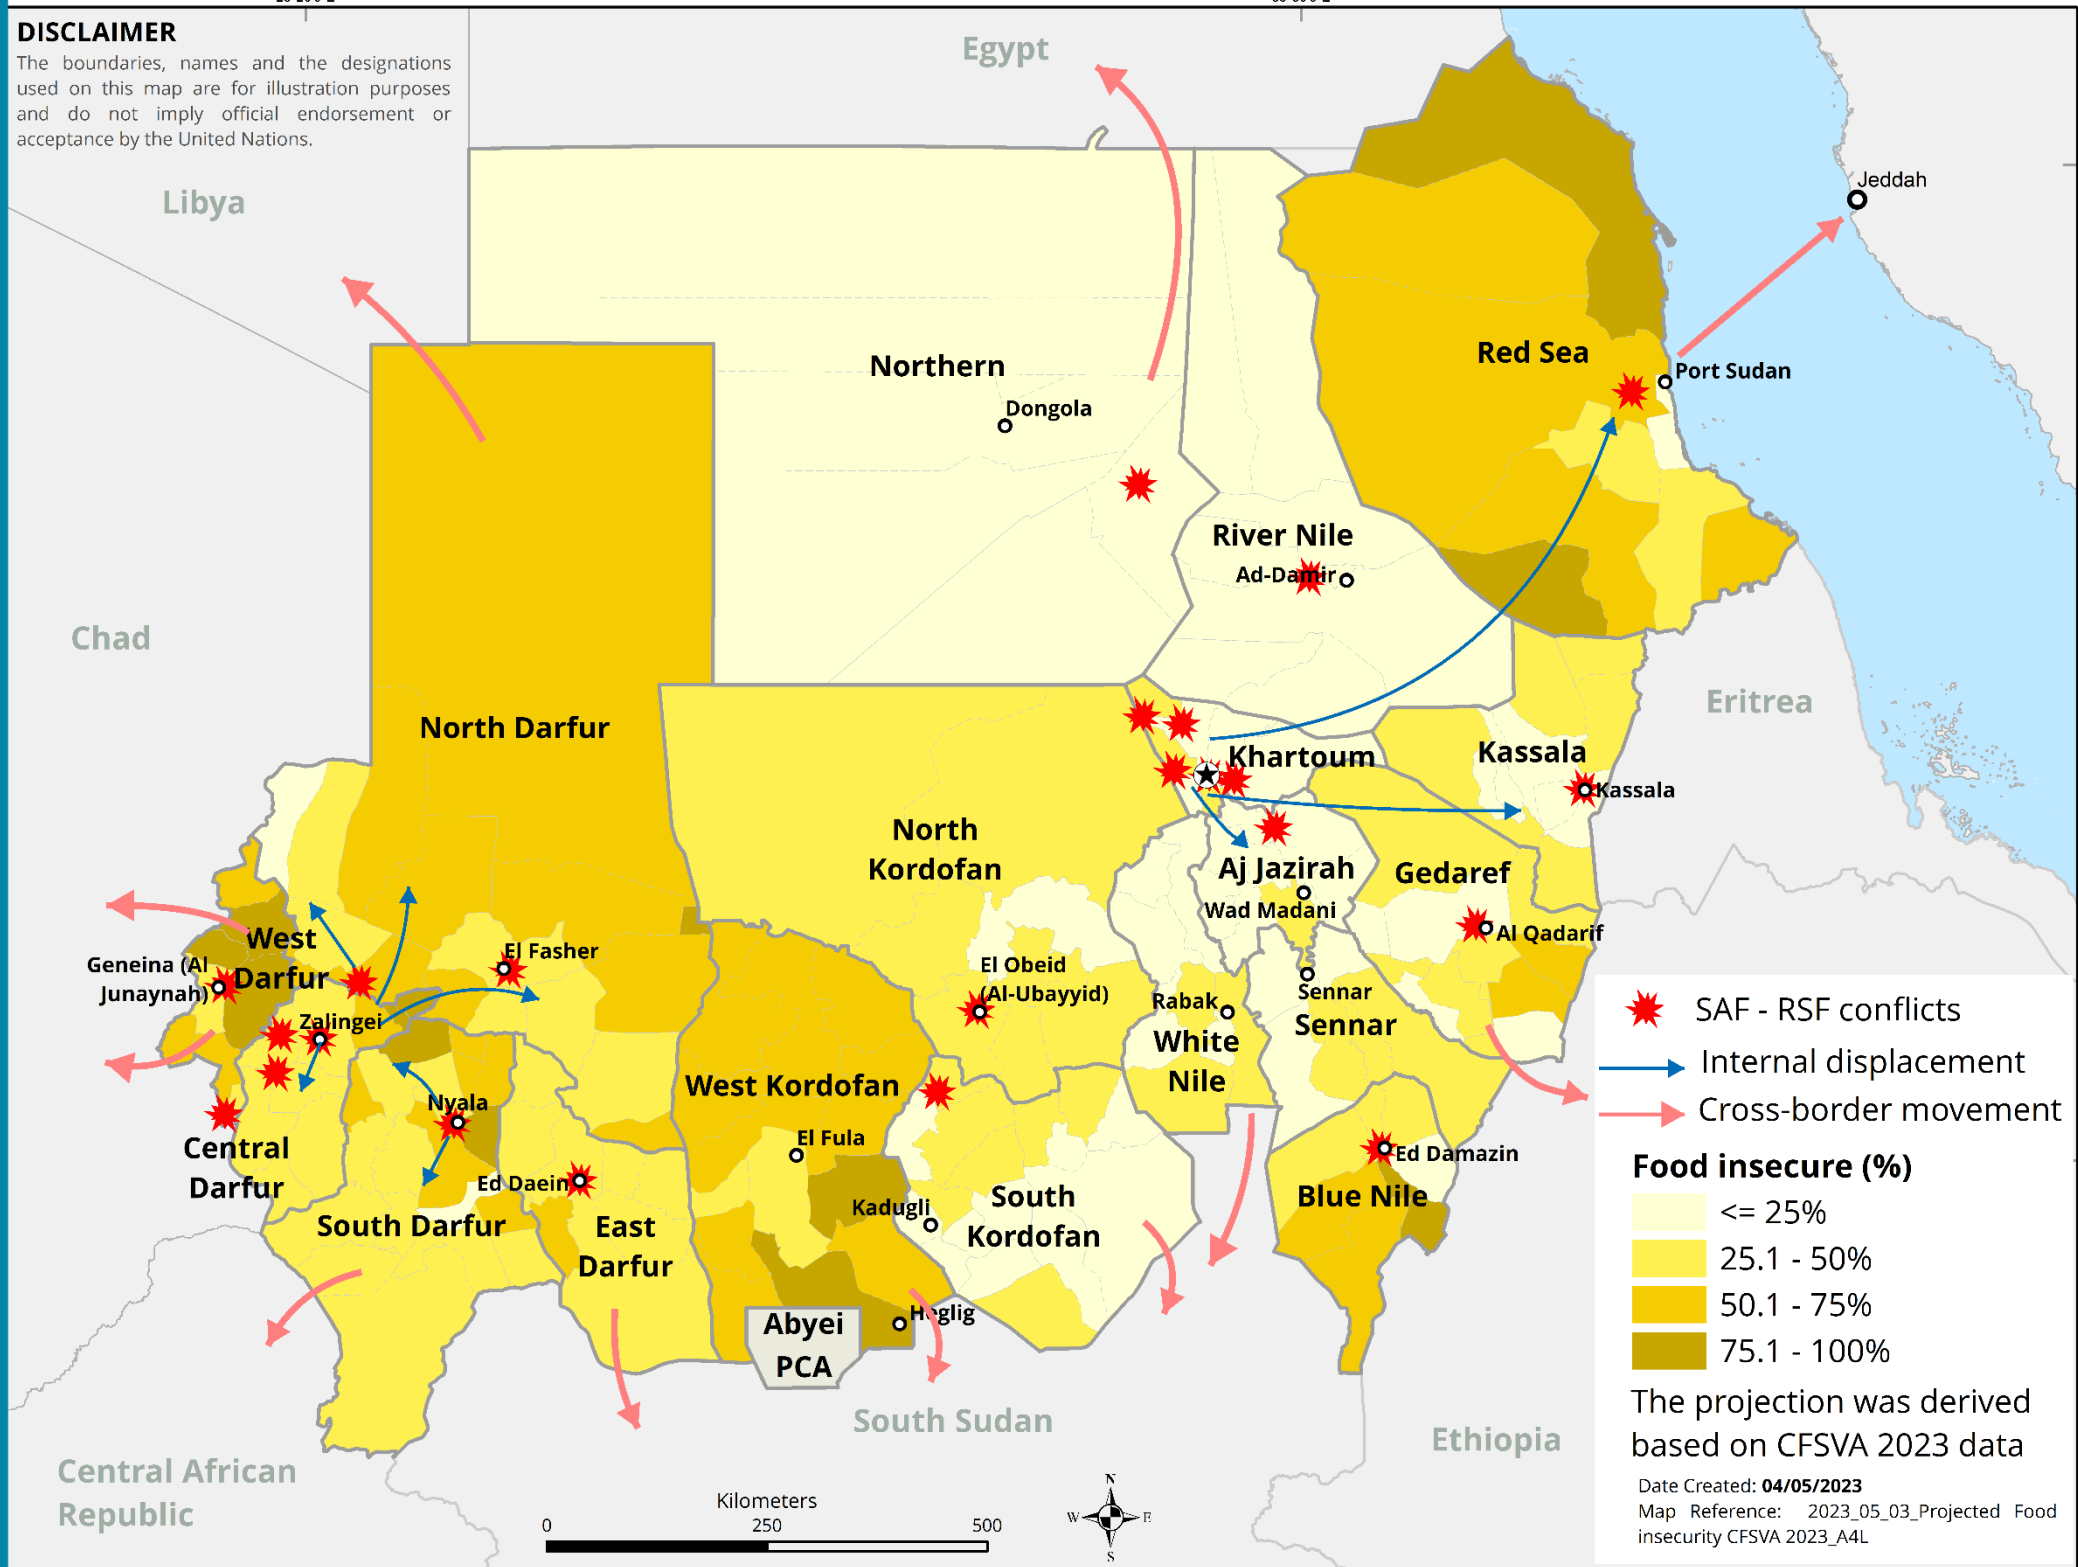 DISCLAIMER
The boundaries, names and the designations
used on this map are for illustration purposes
and do not imply official endorsement or
acceptance by the United Nations.
Egypt
Libya
Jeddah
Chad
Northern
Dongola
Red Sea
Port Sudan
River Nile
Ad-Damir
Eritrea
North Darfur
Khartoum
Kassala
Kassala
North
Kordofan
Aj Jazirah
Wad Madani
Gedaref
Al Qadarif
West
Darfur
Geneina (Al
Junaynah)
El Fasher
Zalingei
El Obeid
(Al-Ubayyid)
Rabak
White
Nile
Sennar
Sennar
West Kordofan
El Fula
Nyala
Central
Darfur
Ed Daein
South Darfur
East
Darfur
Kadugli
South
Kordofan
Ed Damazin
Blue Nile
Heglig
Abyei
PCA
South Sudan
Ethiopia
Central African
Republic
Kilometers
0 250 500
N
W E
S
SAF - RSF conflicts
Internal displacement
Cross-border movement
Food insecure (%)
<= 25%
25.1 - 50%
50.1 - 75%
75.1 - 100%
The projection was derived
based on CFSVA 2023 data
Date Created: 04/05/2023
Map Reference: 2023_05_03_Projected Food
insecurity CFSVA 2023_A4L